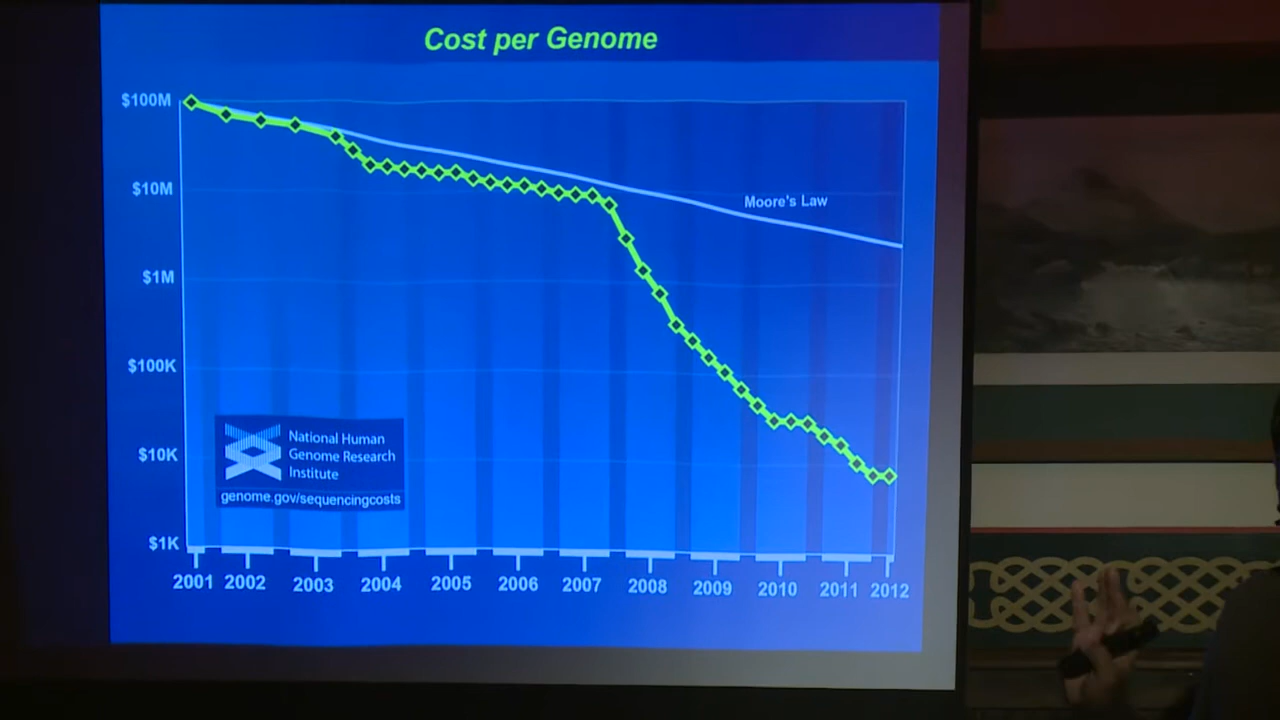 Cost per Genome
$100M
$10M
$1M
$100K
$10K
$1K
Moore's Law
National Human
Genome Research
Institute
genome.gov/sequencingcosts
2001 2002 2003 2004 2005 2006 2007 2008 2009 2010 2011 2012